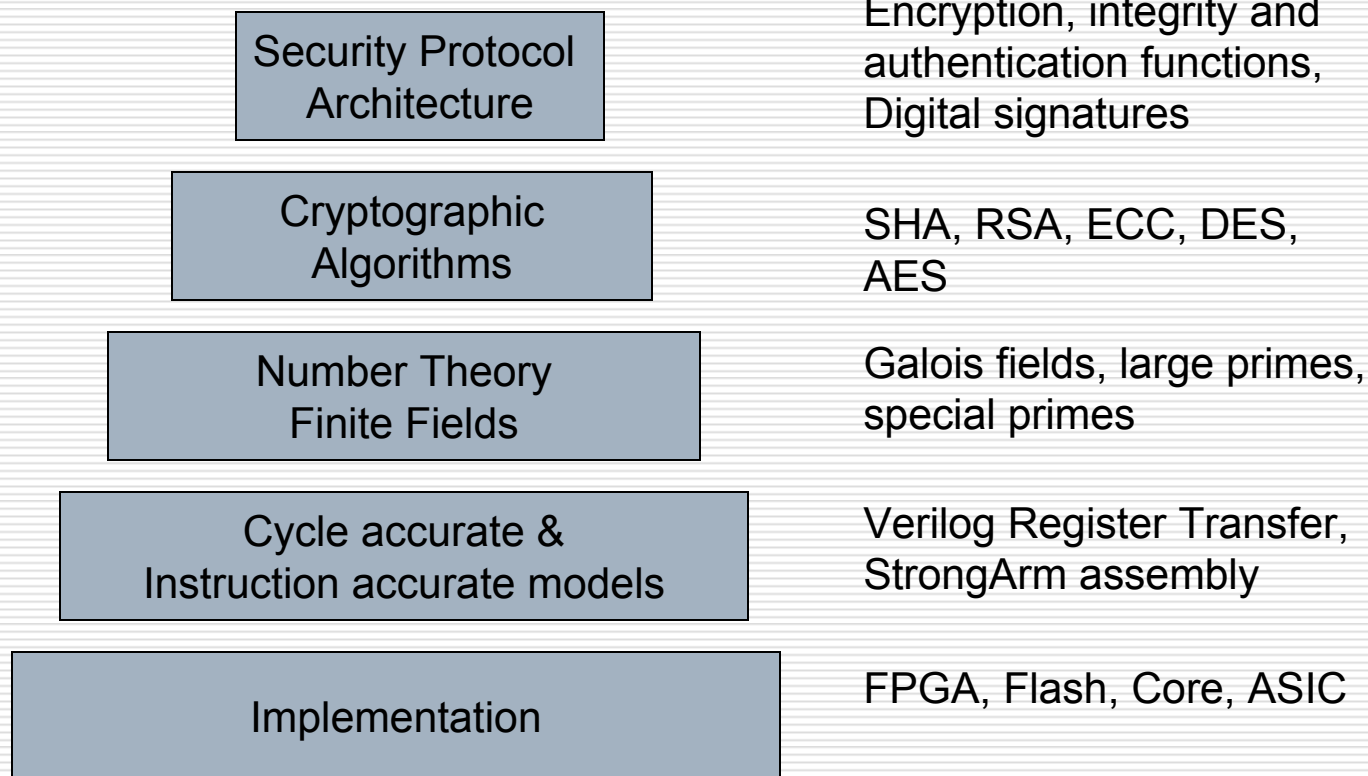 Encryption, integrity and
Security Protocol
Architecture
authentication functions,
Digital signatures
Cryptographic
Algorithms
SHA, RSA, ECC, DES,
AES
Number Theory
Finite Fields
Galois fields, large primes,
special primes
Cycle accurate &
Instruction accurate models
Verilog Register Transfer,
StrongArm assembly
Implementation
FPGA, Flash, Core, ASIC